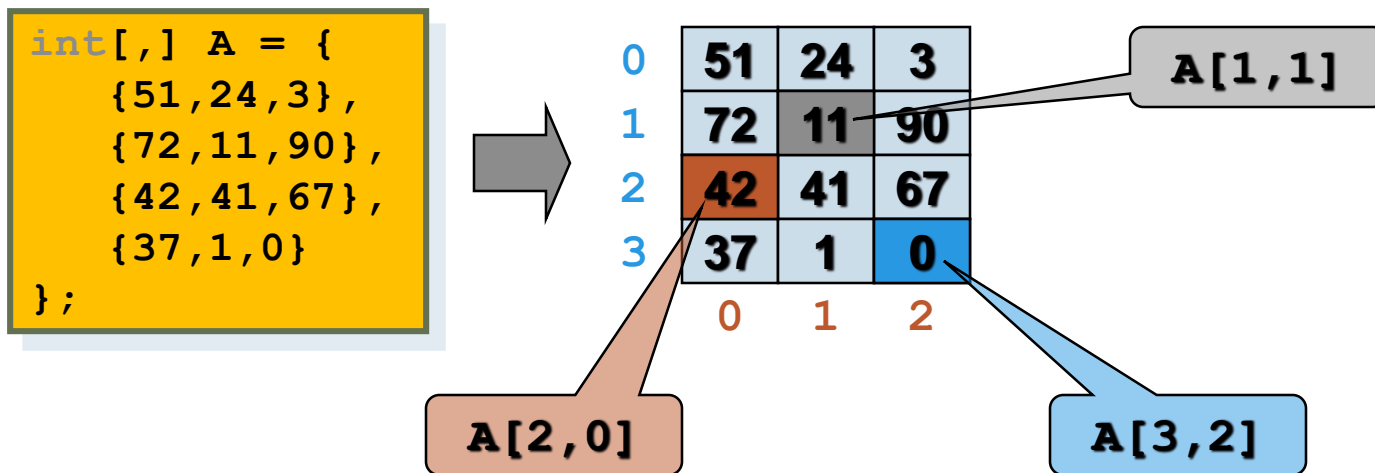 int[,] A = {
{51,24,3},
{72,11,90},
{42,41,67},
{37,1,0}
};
0 51 24 3
1 72 11 90
2 42 41 67
3 37 1 0
0 1 2
A[1,1]
A[2,0]
A[3,2]